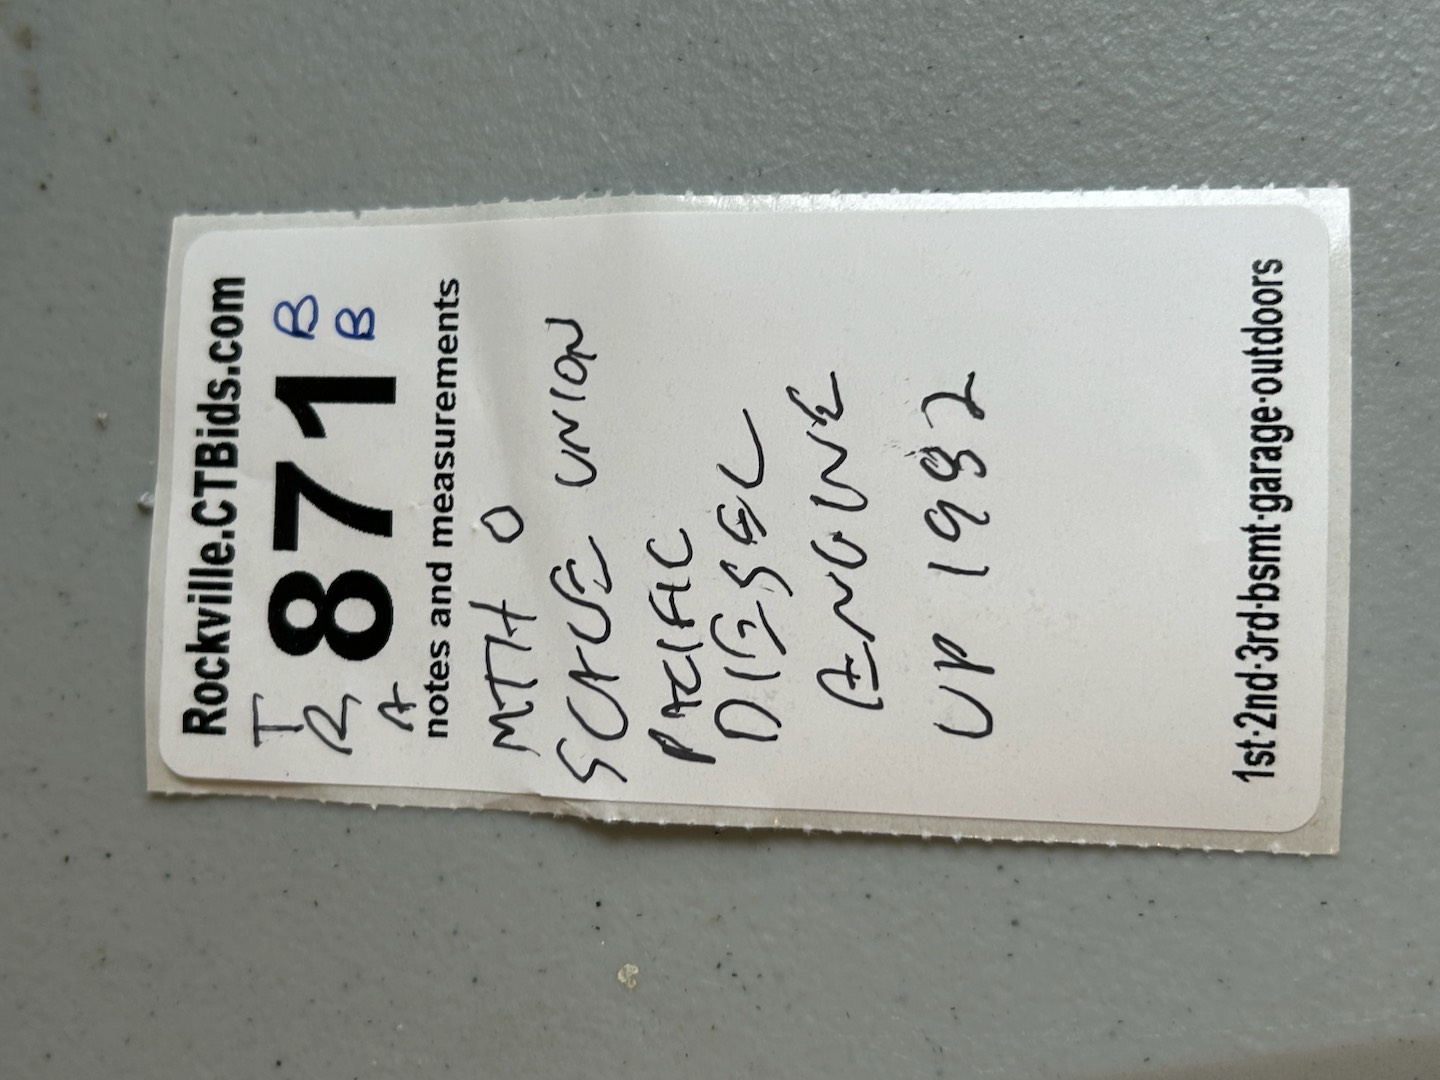 Rockville.CTBids.com
T
R
A
871
B
B
notes and measurements
MTH O
SCALE UNION
PACIFIC
DIESEL
ENGINE
UP 1982
1st·2nd·3rd·bsmt·garage·outdoors